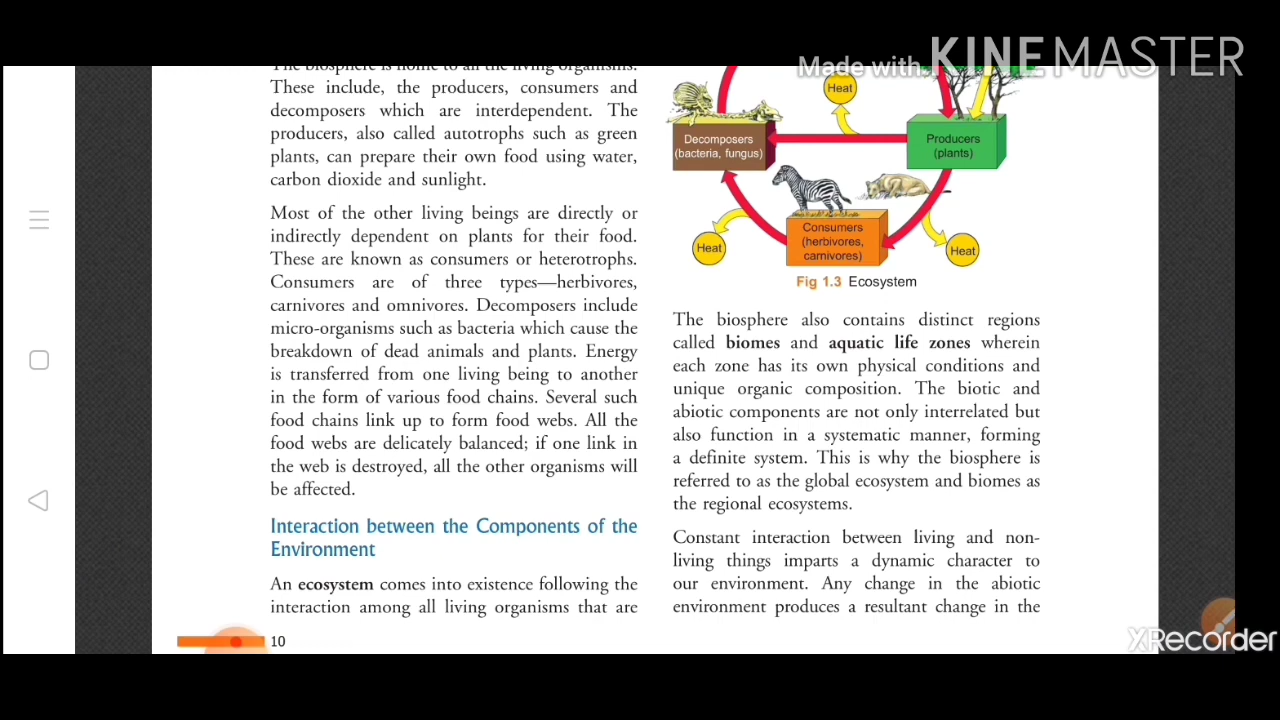 Made with KINEMASTER
The biosphere is home to all the living organisms.
These include, the producers, consumers and
decomposers which are interdependent. The
producers, also called autotrophs such as green
plants, can prepare their own food using water,
carbon dioxide and sunlight.
Most of the other living beings are directly or
indirectly dependent on plants for their food.
These are known as consumers or heterotrophs.
Consumers are of three types—herbivores,
carnivores and omnivores. Decomposers include
micro-organisms such as bacteria which cause the
breakdown of dead animals and plants. Energy
is transferred from one living being to another
in the form of various food chains. Several such
food chains link up to form food webs. All the
food webs are delicately balanced; if one link in
the web is destroyed, all the other organisms will
be affected.
Interaction between the Components of the
Environment
An ecosystem comes into existence following the
interaction among all living organisms that are
10
Heat
Decomposers
(bacteria, fungus)
Producers
(plants)
Consumers
(herbivores,
carnivores)
Heat
Heat
Fig 1.3 Ecosystem
The biosphere also contains distinct regions
called biomes and aquatic life zones wherein
each zone has its own physical conditions and
unique organic composition. The biotic and
abiotic components are not only interrelated but
also function in a systematic manner, forming
a definite system. This is why the biosphere is
referred to as the global ecosystem and biomes as
the regional ecosystems.
Constant interaction between living and non-
living things imparts a dynamic character to
our environment. Any change in the abiotic
environment produces a resultant change in the
XRecorder